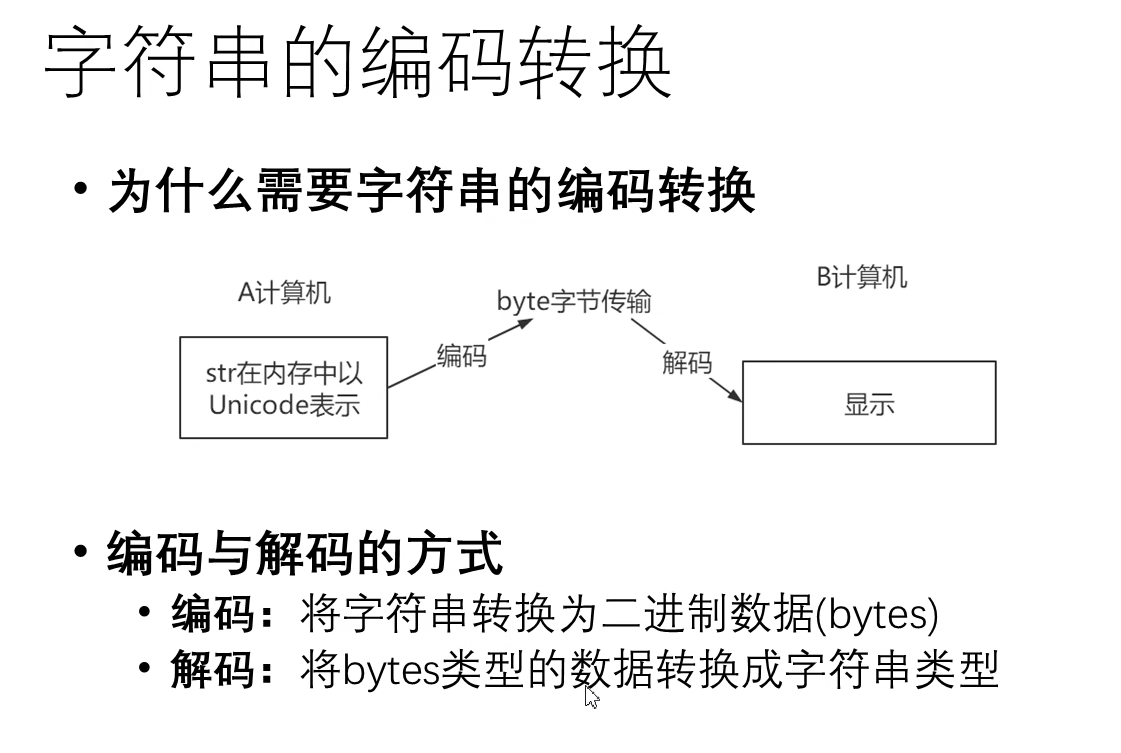 字符串的编码转换
• 为什么需要字符串的编码转换
A计算机
B计算机
byte字节传输
编码
解码
str在内存中以
Unicode表示
显示
• 编码与解码的方式
• 编码：将字符串转换为二进制数据(bytes)
• 解码：将bytes类型的数据转换成字符串类型